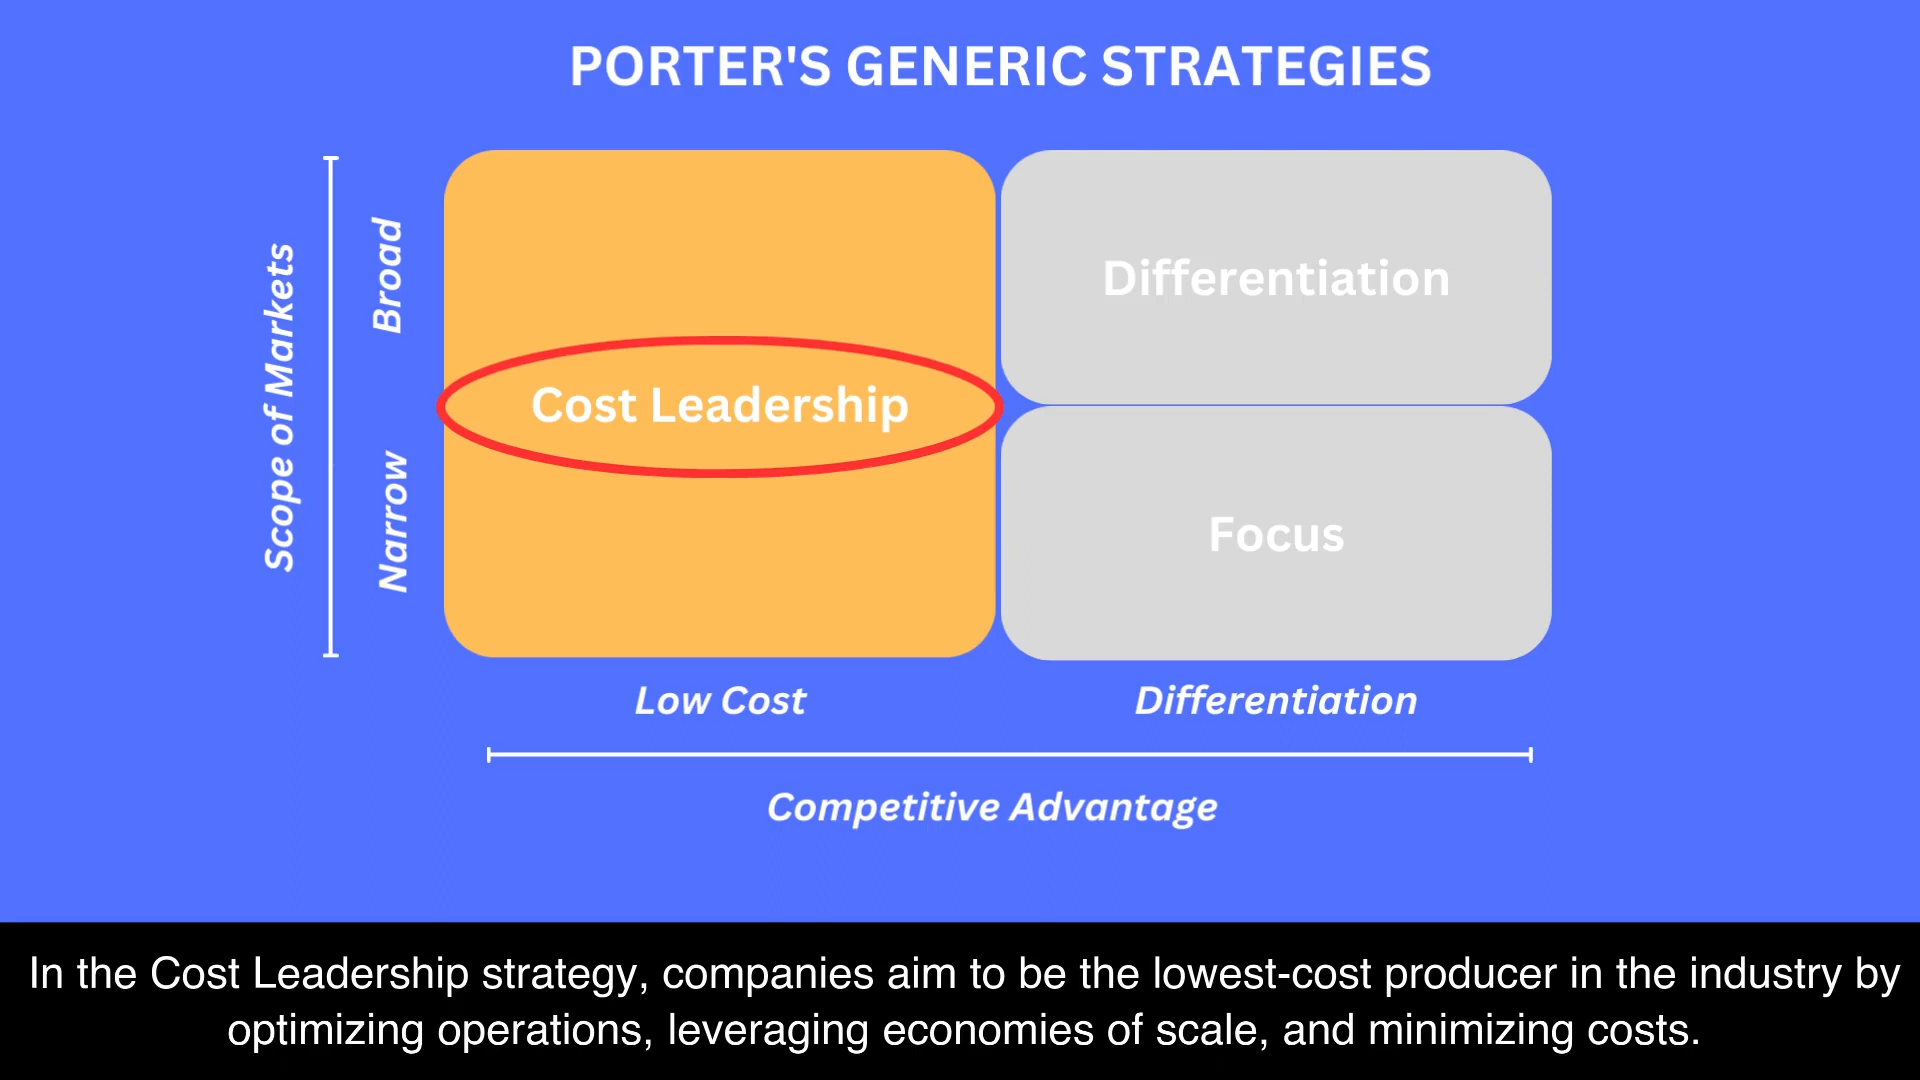 PORTER'S GENERIC STRATEGIES
Scope of Markets
Broad
Narrow
Cost Leadership
Differentiation
Focus
Low Cost
Differentiation
Competitive Advantage
In the Cost Leadership strategy, companies aim to be the lowest-cost producer in the industry by
optimizing operations, leveraging economies of scale, and minimizing costs.